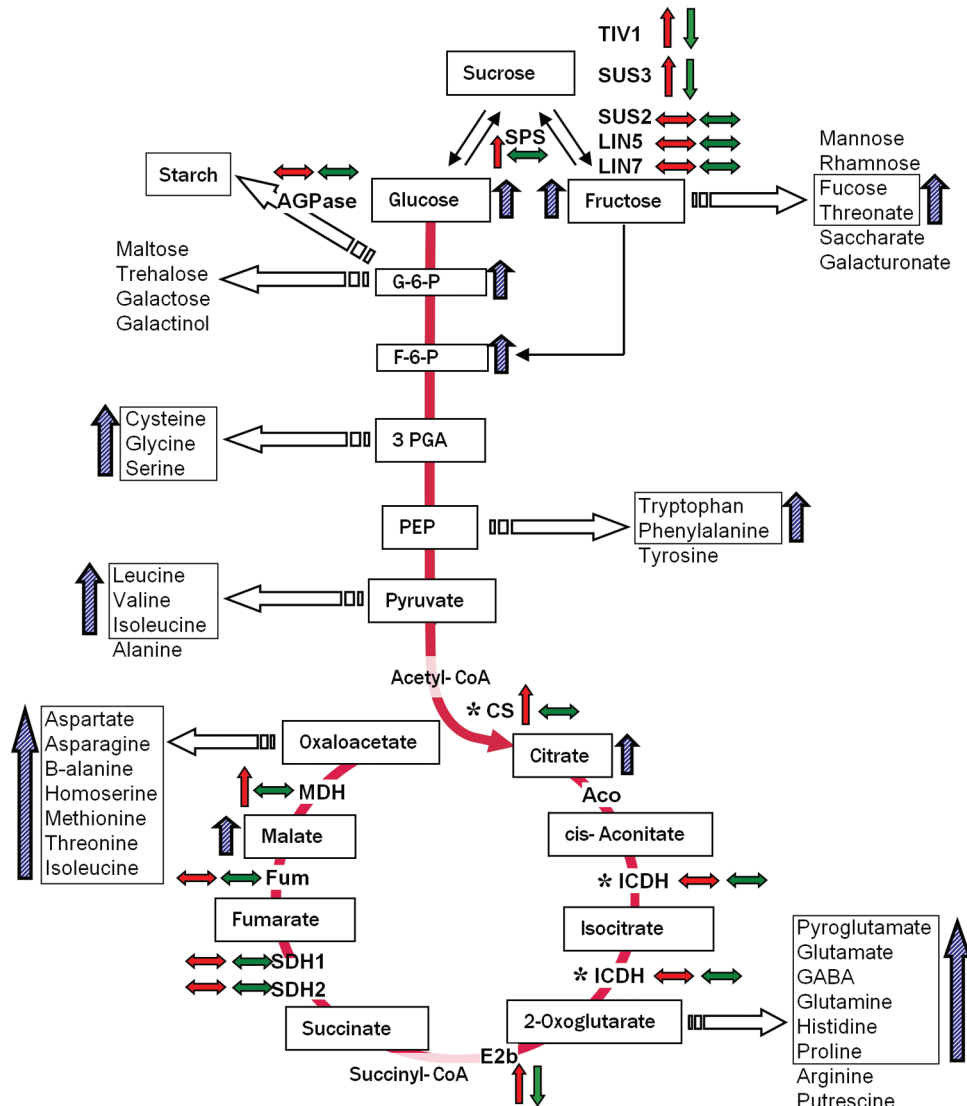 TIV1
SUS3
Sucrose
SUS2
SPS
LIN5
LIN7
Mannose
Rhamnose
Fucose
Threonate
Saccharate
Galacturonate
Starch
AGPase
Glucose
Fructose
Maltose
Trehalose
Galactose
Galactinol
G-6-P
F-6-P
Cysteine
Glycine
Serine
3 PGA
PEP
Tryptophan
Phenylalanine
Tyrosine
Leucine
Valine
Isoleucine
Alanine
Pyruvate
Acetyl-CoA
* CS
Aspartate
Asparagine
B-alanine
Homoserine
Methionine
Threonine
Isoleucine
Oxaloacetate
Citrate
MDH
Aco
Malate
cis- Aconitate
Fum
* ICDH
Fumarate
Isocitrate
SDH1
SDH2
* ICDH
Succinate
2-Oxoglutarate
E2b
Succinyl-CoA
Pyroglutamate
Glutamate
GABA
Glutamine
Histidine
Proline
Arginine
Putrescine